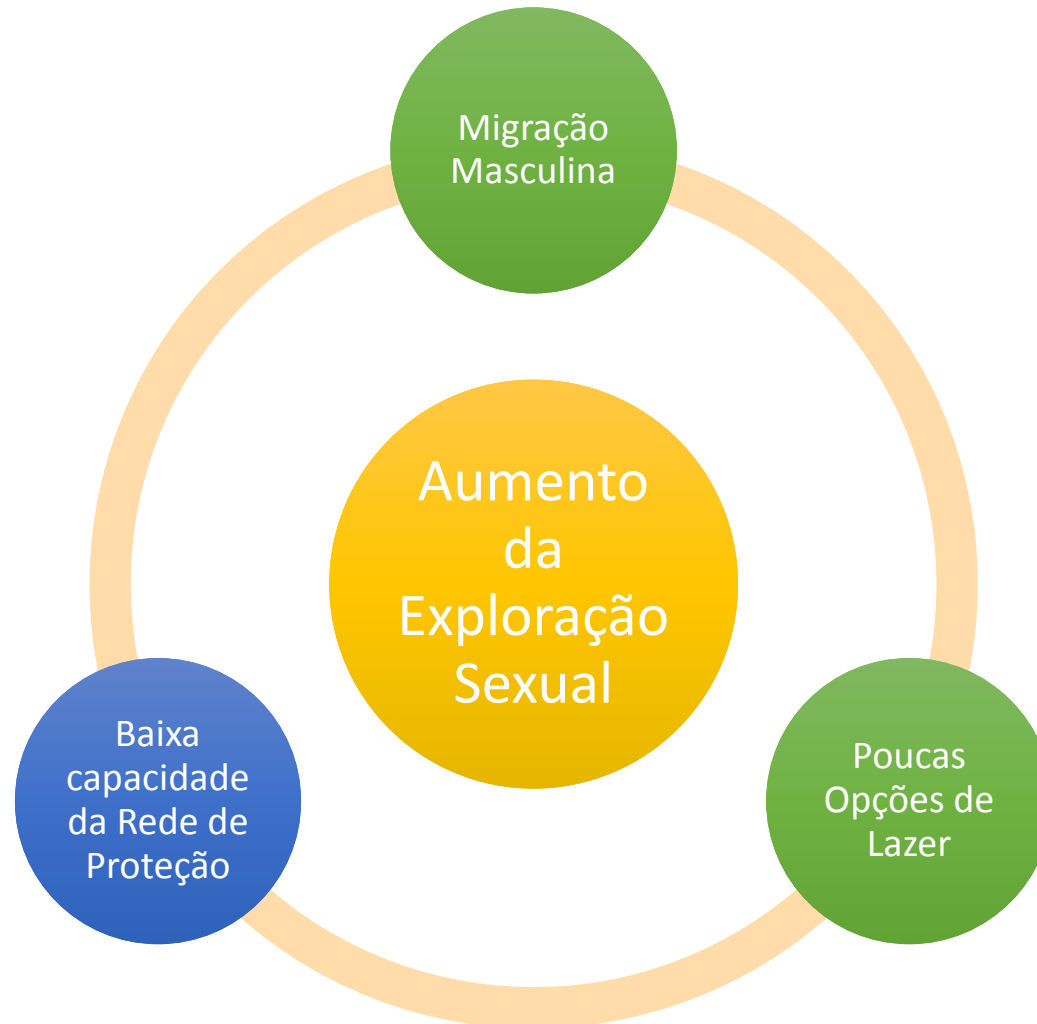 Migração
Masculina
Aumento
da
Exploração
Sexual
Baixa
capacidade
da Rede de
Proteção
Poucas
Opções de
Lazer